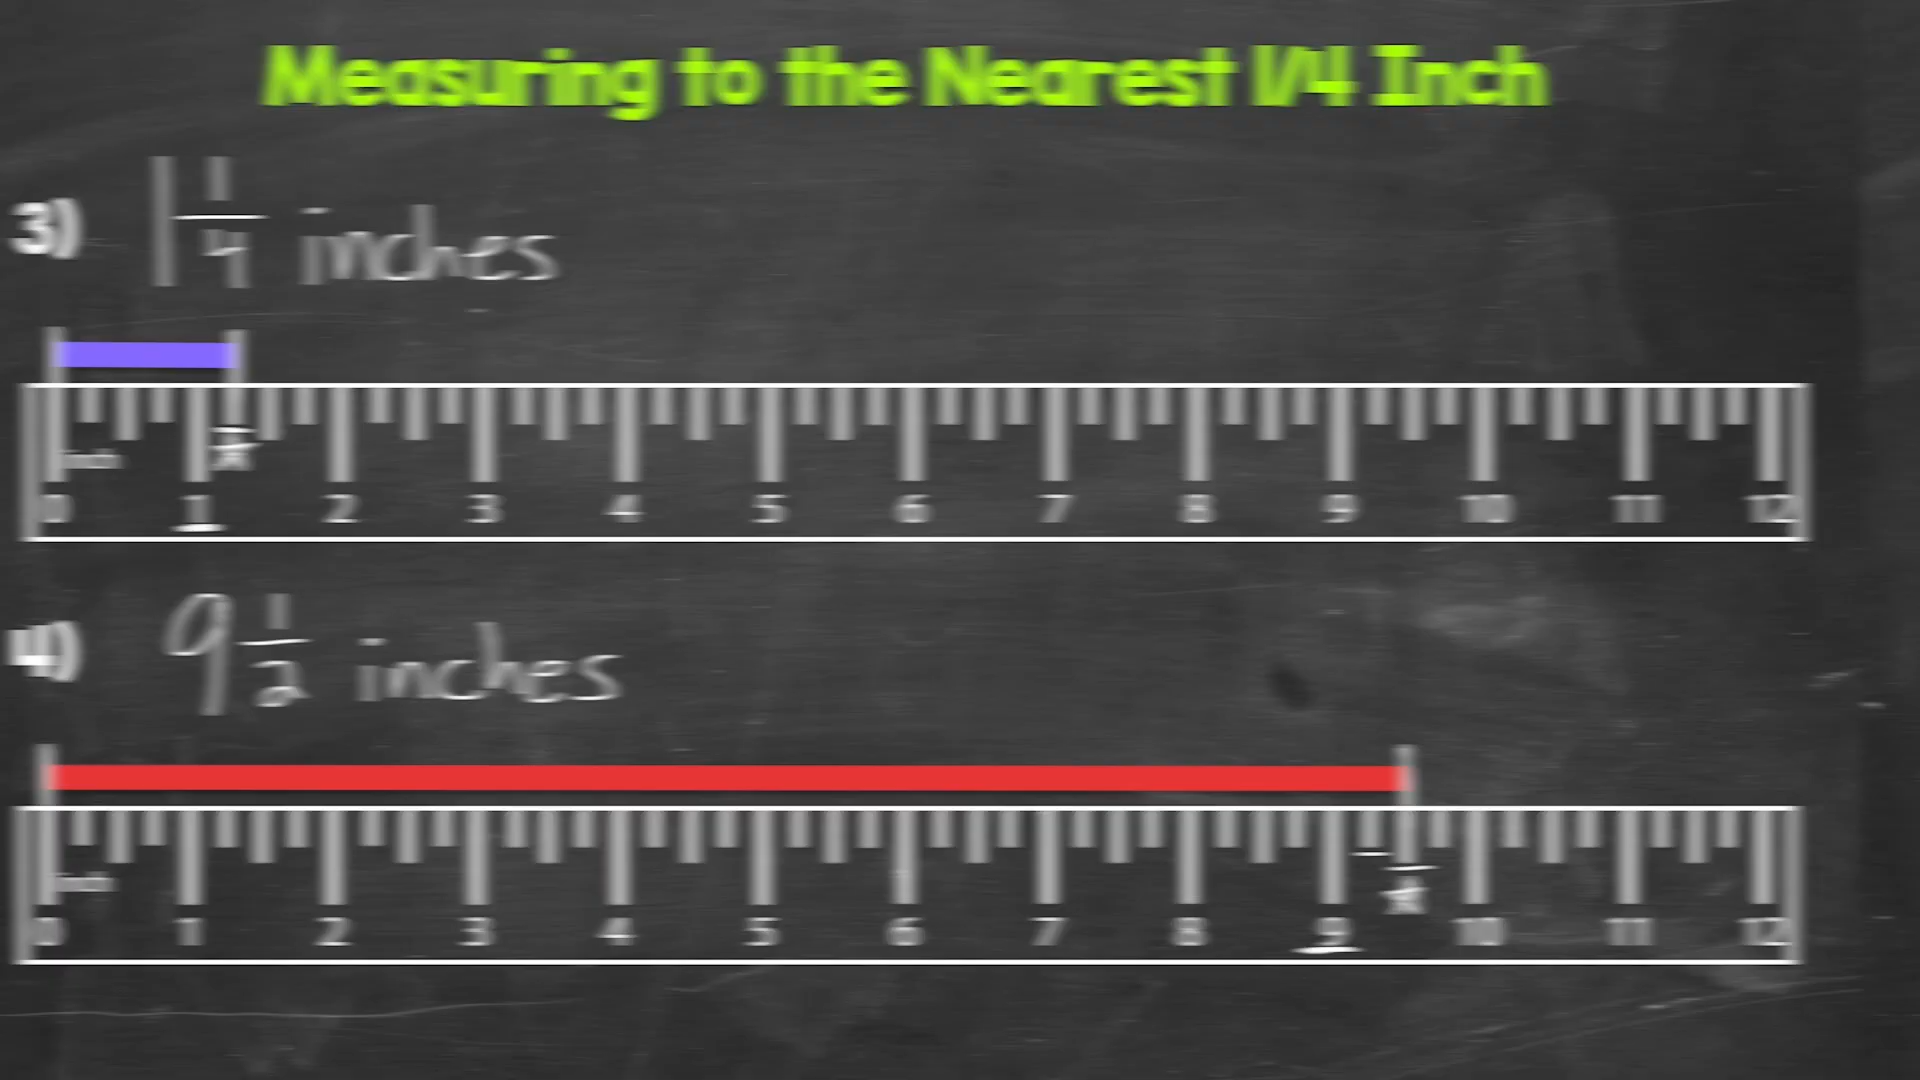 Measuring to the Nearest 1/4 Inch
3) 1 1/4 inches
0 1 2 3 4 5 6 7 8 9 10 11 12
4) 9 1/2 inches
0 1 2 3 4 5 6 7 8 9 10 11 12